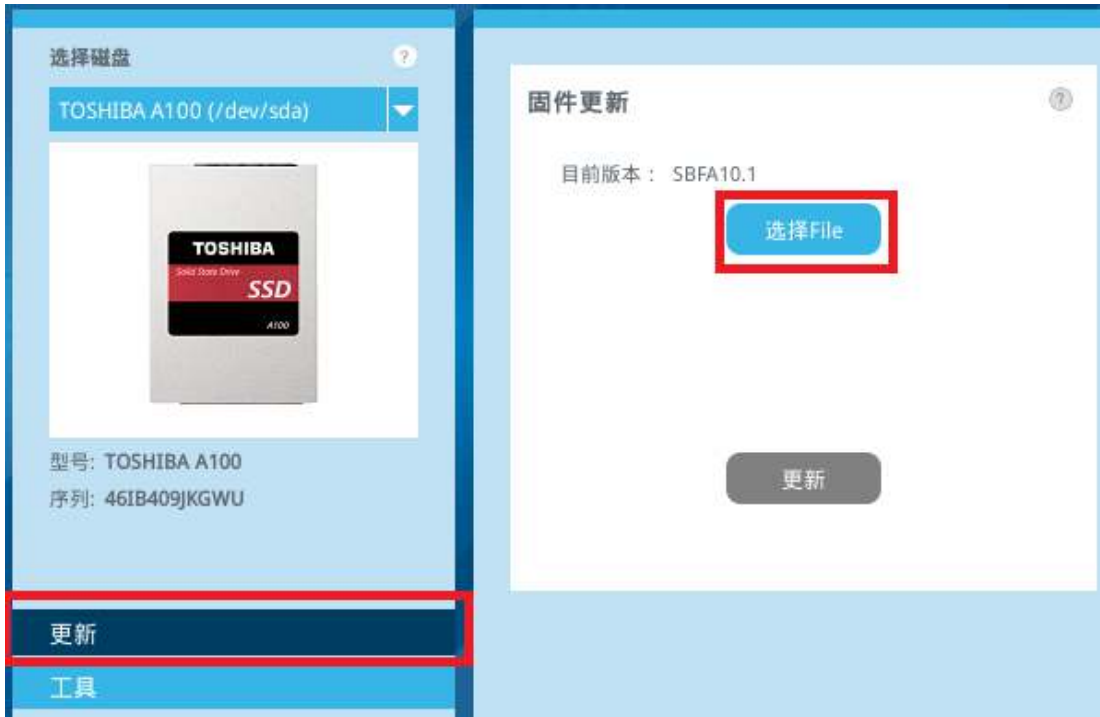 选择磁盘
?
TOSHIBA A100 (/dev/sda)
TOSHIBA
Solid State Drive
SSD
A100
型号: TOSHIBA A100
序列: 46IB409JKGWU
更新
工具
固件更新
?
目前版本： SBFA10.1
选择File
更新